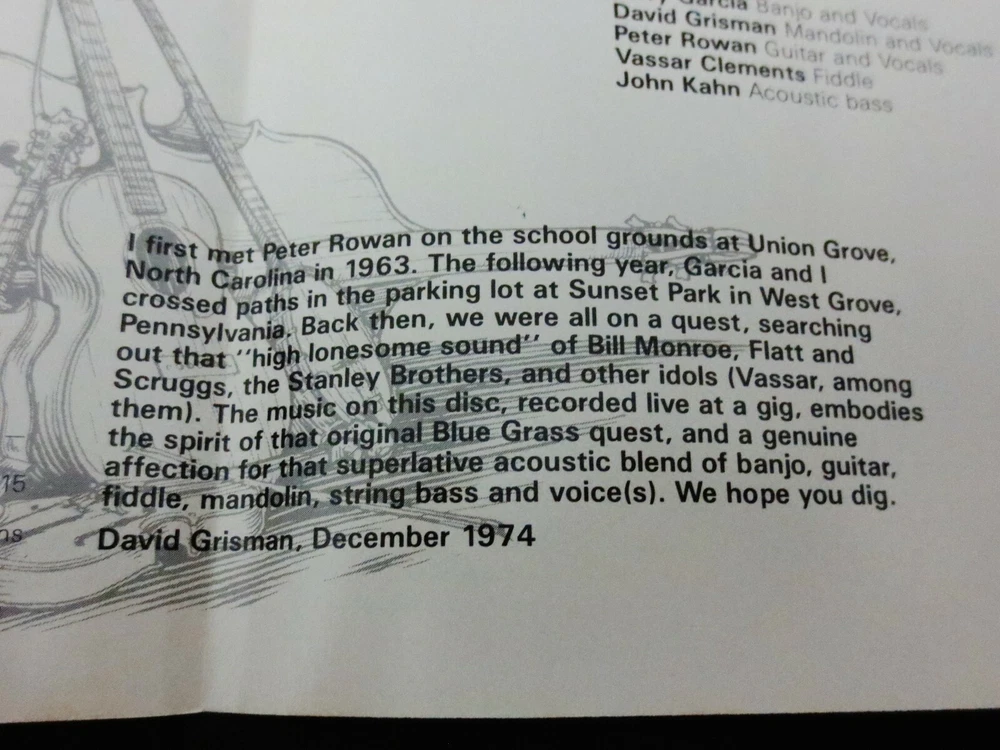 Garcia Banjo and Vocals
David Grisman Mandolin and Vocals
Peter Rowan Guitar and Vocals
Vassar Clements Fiddle
John Kahn Acoustic bass
I first met Peter Rowan on the school grounds at Union Grove,
North Carolina in 1963. The following year, Garcia and I
crossed paths in the parking lot at Sunset Park in West Grove,
Pennsylvania. Back then, we were all on a quest, searching
out that ''high lonesome sound'' of Bill Monroe, Flatt and
Scruggs, the Stanley Brothers, and other idols (Vassar, among
them). The music on this disc, recorded live at a gig, embodies
the spirit of that original Blue Grass quest, and a genuine
affection for that superlative acoustic blend of banjo, guitar,
fiddle, mandolin, string bass and voice(s). We hope you dig.
David Grisman, December 1974
15